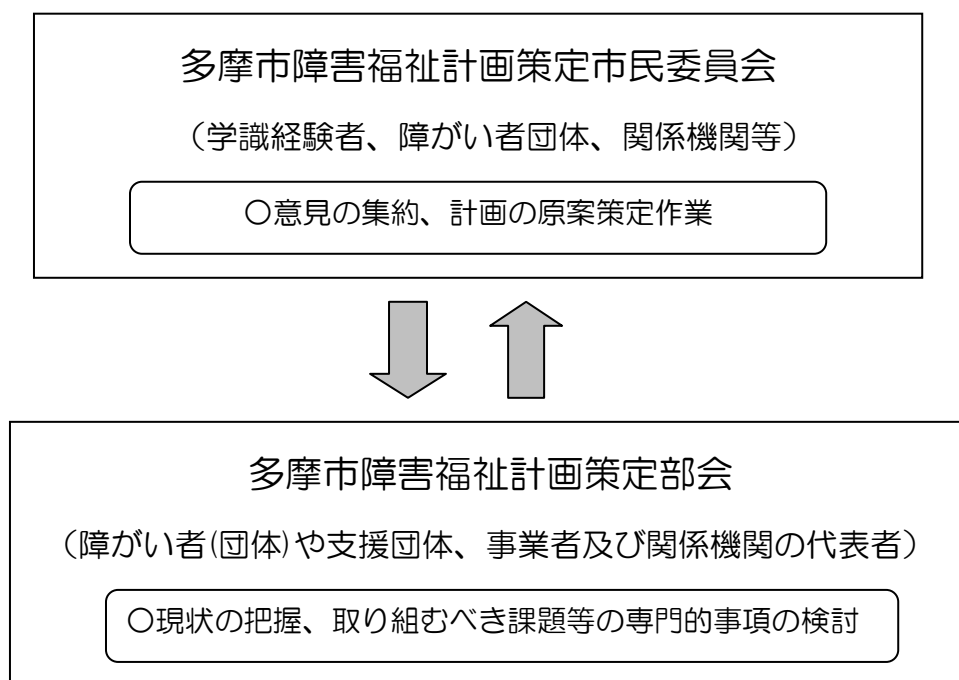 多摩市障害福祉計画策定市民委員会
（学識経験者、障がい者団体、関係機関等）
〇意見の集約、計画の原案策定作業
多摩市障害福祉計画策定部会
（障がい者(団体)や支援団体、事業者及び関係機関の代表者）
〇現状の把握、取り組むべき課題等の専門的事項の検討